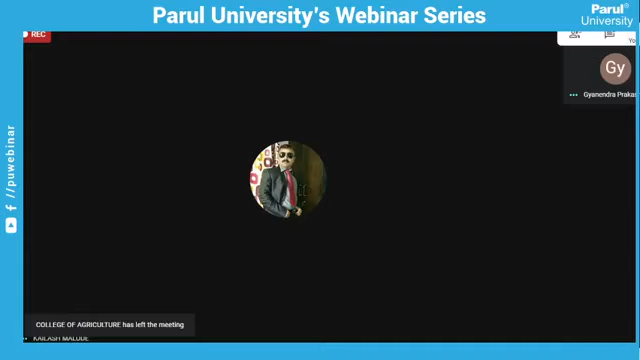 Parul University's Webinar Series
Parul®
University
REC
Yo
Gy
Gyanendra Prakas
//puwebinar
COLLEGE OF AGRICULTURE has left the meeting
KAILASH MALODE